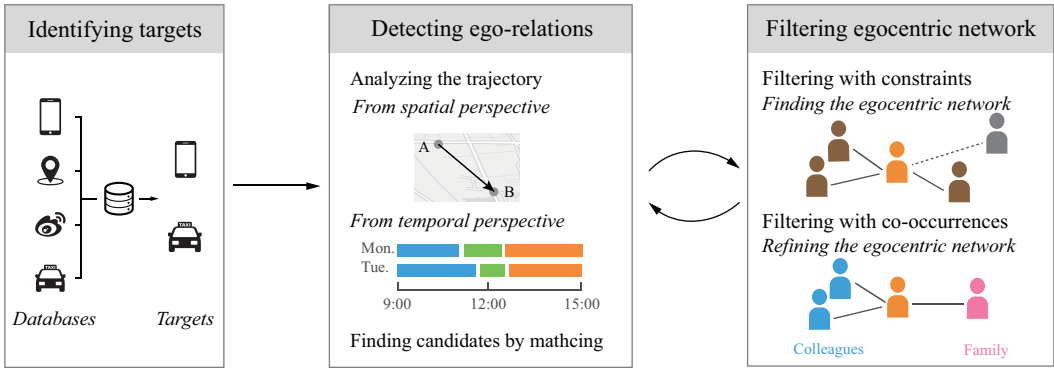 Identifying targets
TAXI
Databases
TAXI
Targets
Detecting ego-relations
Analyzing the trajectory
From spatial perspective
A
B
From temporal perspective
Mon.
Tue.
9:00 12:00 15:00
Finding candidates by mathcing
Filtering egocentric network
Filtering with constraints
Finding the egocentric network
Filtering with co-occurrences
Refining the egocentric network
Colleagues Family